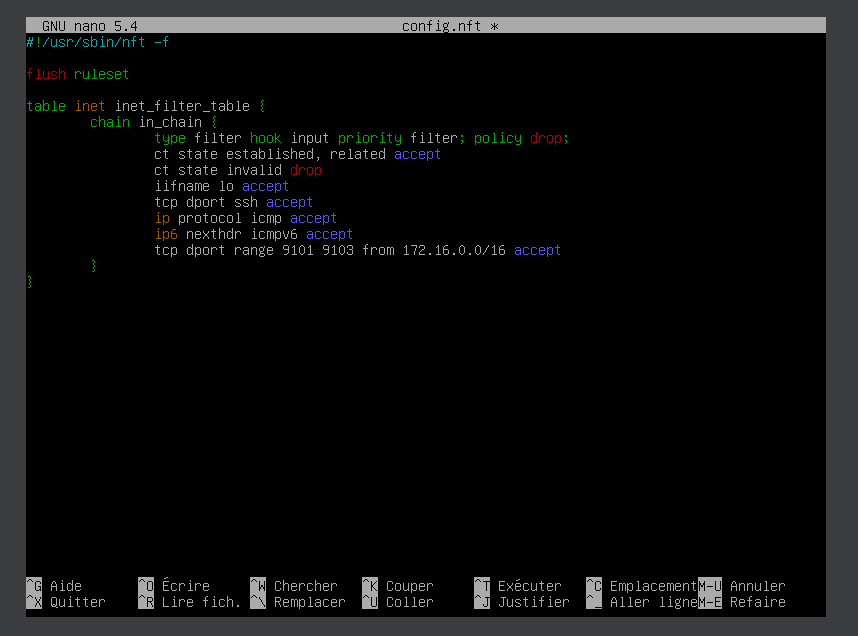 GNU nano 5.4 config.nft *
#!/usr/sbin/nft -f
flush ruleset
table inet inet_filter_table {
chain in_chain {
type filter hook input priority filter; policy drop;
ct state established, related accept
ct state invalid drop
iifname lo accept
tcp dport ssh accept
ip protocol icmp accept
ip6 nexthdr icmpv6 accept
tcp dport range 9101 9103 from 172.16.0.0/16 accept
}
}
^G Aide ^O Écrire ^W Chercher ^K Couper ^T Exécuter ^C Emplacement M-U Annuler
^X Quitter ^R Lire fich. ^\ Remplacer ^U Coller ^J Justifier ^_ Aller ligne M-E Refaire